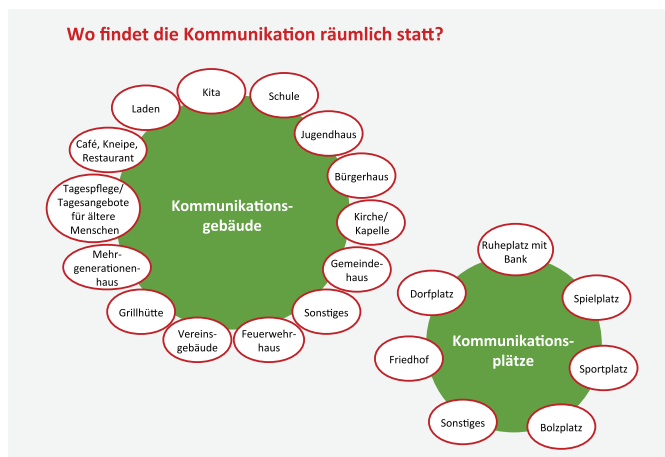 Wo findet die Kommunikation räumlich statt?
Kommunikations-
gebäude
Kita
Schule
Jugendhaus
Bürgerhaus
Kirche/
Kapelle
Gemeinde-
haus
Sonstiges
Feuerwehr-
haus
Vereins-
gebäude
Grillhütte
Mehr-
generationen-
haus
Tagespflege/
Tagesangebote
für ältere
Menschen
Café, Kneipe,
Restaurant
Laden
Kommunikations-
plätze
Ruheplatz mit
Bank
Spielplatz
Sportplatz
Bolzplatz
Sonstiges
Friedhof
Dorfplatz